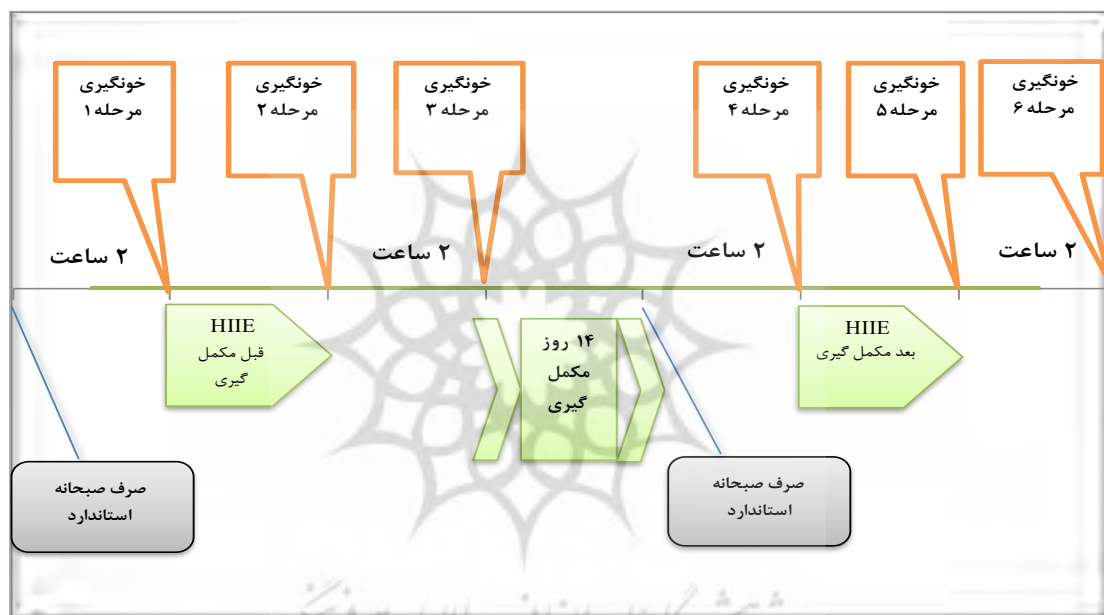 خونگیری
مرحله ۱
خونگیری
مرحله ۲
خونگیری
مرحله ۳
خونگیری
مرحله ۴
خونگیری
مرحله ۵
خونگیری
مرحله ۶
۲ ساعت
۲ ساعت
۲ ساعت
۲ ساعت
HIIE
قبل مکمل
گیری
۱۴ روز
مکمل
گیری
HIIE
بعد مکمل گیری
صرف صبحانه
استاندارد
صرف صبحانه
استاندارد